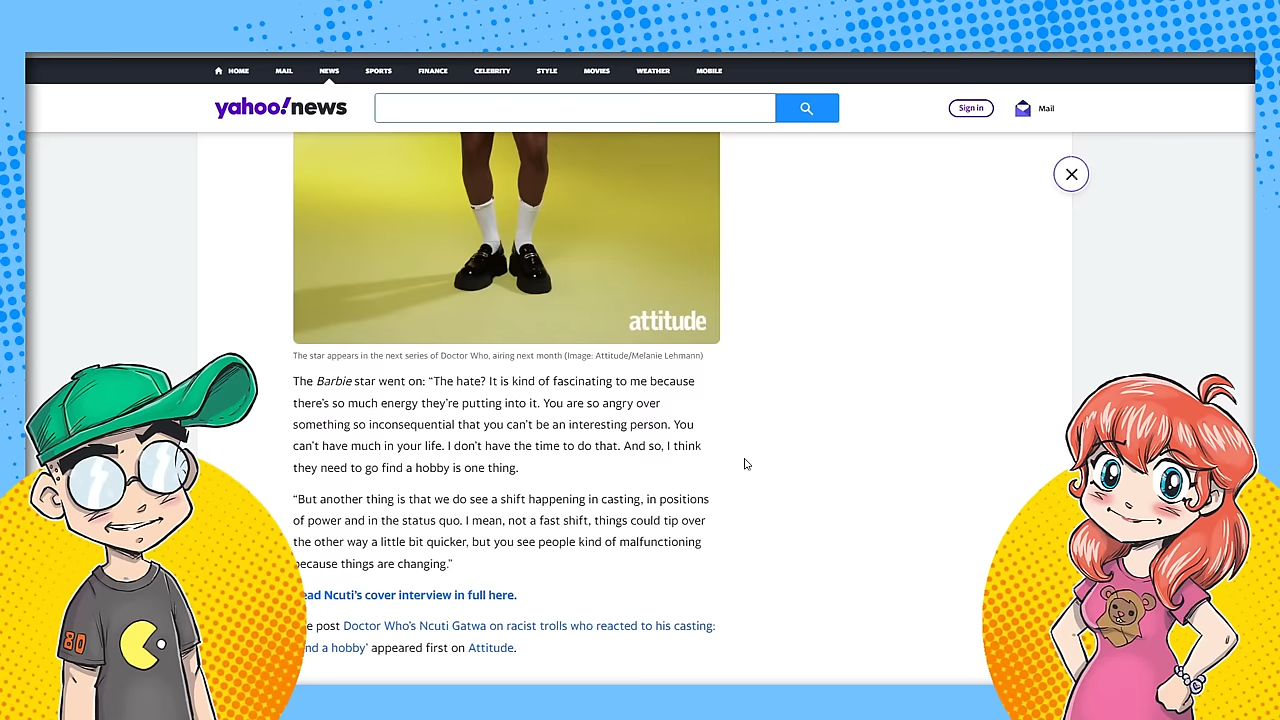 HOME MAIL NEWS SPORTS FINANCE CELEBRITY STYLE MOVIES WEATHER MOBILE
yahoo!news Sign in Mail
attitude
The star appears in the next series of Doctor Who, airing next month (Image: Attitude/Melanie Lehmann)
The Barbie star went on: “The hate? It is kind of fascinating to me because
there’s so much energy they’re putting into it. You are so angry over
something so inconsequential that you can’t be an interesting person. You
can’t have much in your life. I don’t have the time to do that. And so, I think
they need to go find a hobby is one thing.
“But another thing is that we do see a shift happening in casting, in positions
of power and in the status quo. I mean, not a fast shift, things could tip over
the other way a little bit quicker, but you see people kind of malfunctioning
because things are changing.”
ead Ncuti’s cover interview in full here.
e post Doctor Who’s Ncuti Gatwa on racist trolls who reacted to his casting:
nd a hobby’ appeared first on Attitude.
80